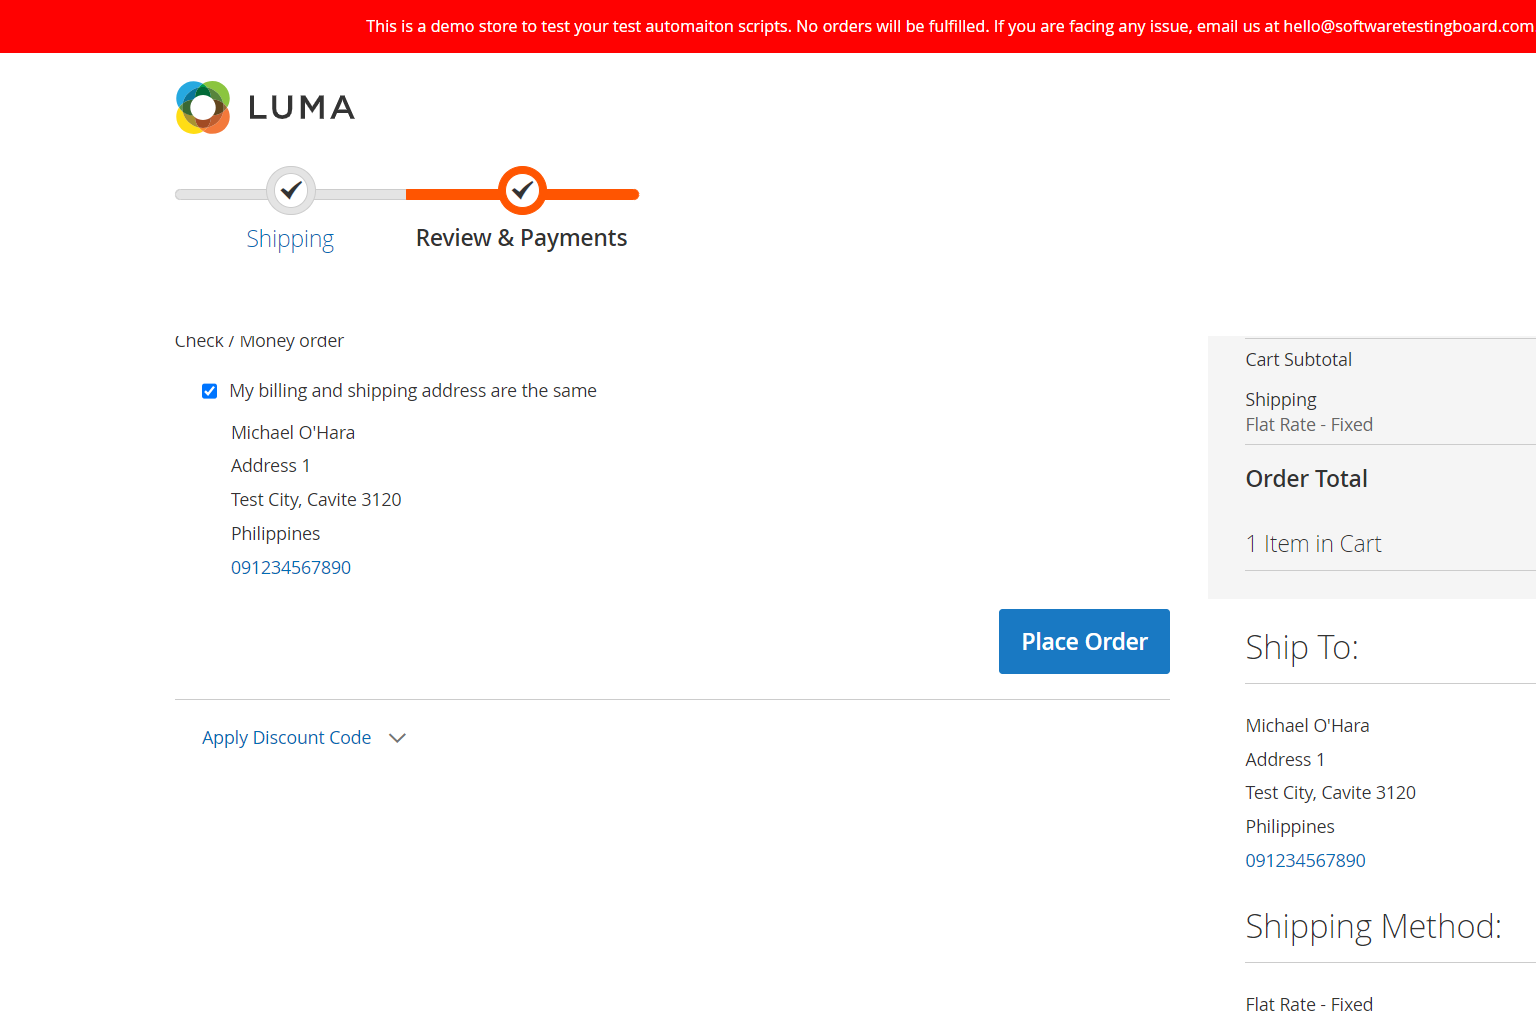 This is a demo store to test your test automaiton scripts. No orders will be fulfilled. If you are facing any issue, email us at hello@softwaretestingboard.com
LUMA
Shipping
Review & Payments
Check / Money order
My billing and shipping address are the same
Michael O'Hara
Address 1
Test City, Cavite 3120
Philippines
091234567890
Place Order
Apply Discount Code
Cart Subtotal
Shipping
Flat Rate - Fixed
Order Total
1 Item in Cart
Ship To:
Michael O'Hara
Address 1
Test City, Cavite 3120
Philippines
091234567890
Shipping Method:
Flat Rate - Fixed